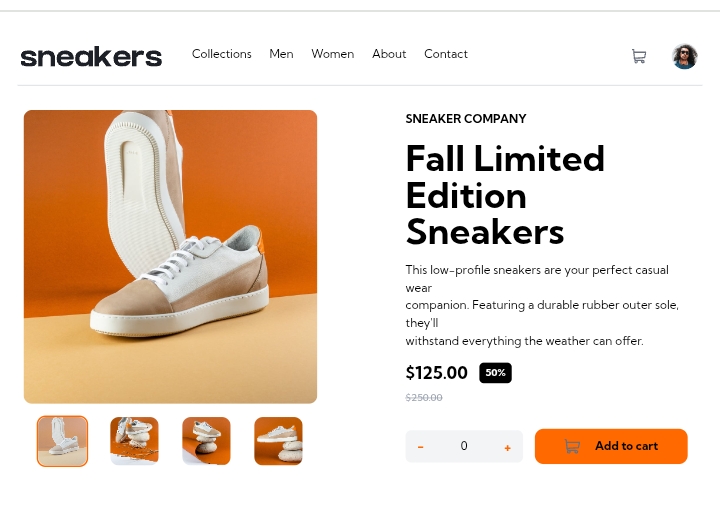 sneakers
Collections Men Women About Contact
SNEAKER COMPANY
Fall Limited
Edition
Sneakers
This low-profile sneakers are your perfect casual
wear
companion. Featuring a durable rubber outer sole,
they'll
withstand everything the weather can offer.
$125.00 50%
$250.00
- 0 + Add to cart